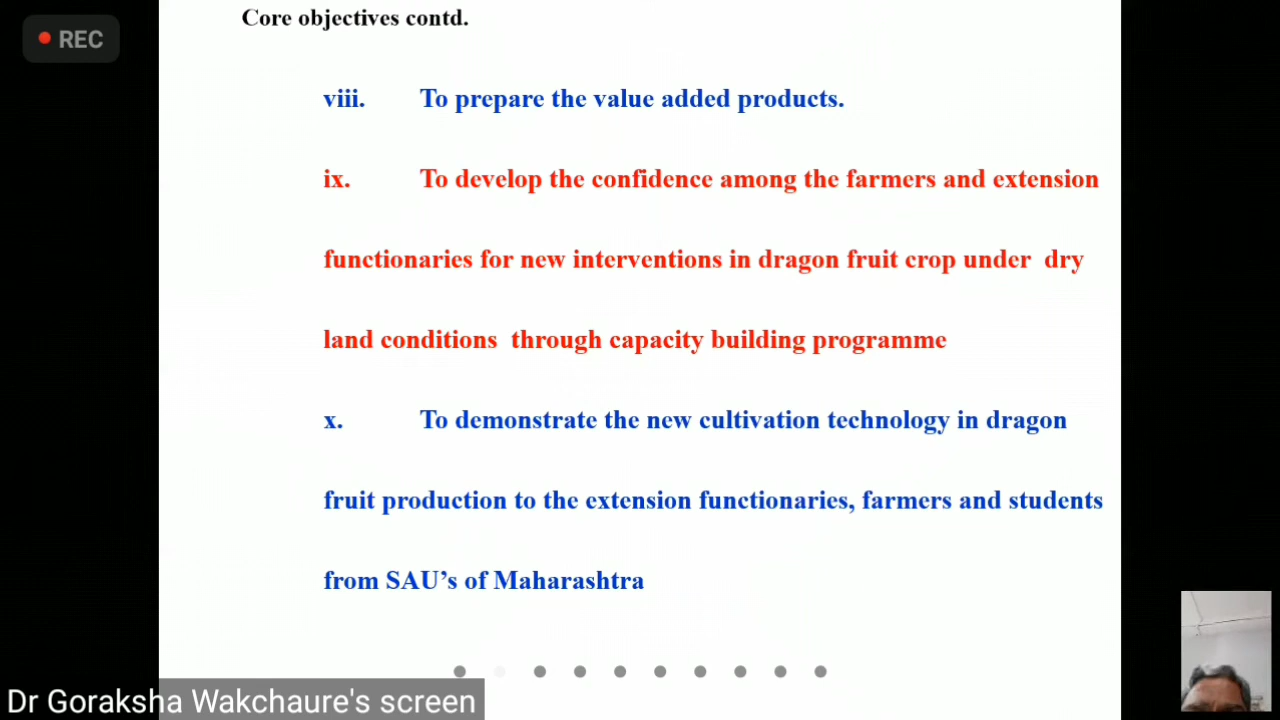 Core objectives contd.
REC
viii. To prepare the value added products.
ix. To develop the confidence among the farmers and extension
functionaries for new interventions in dragon fruit crop under dry
land conditions through capacity building programme
x. To demonstrate the new cultivation technology in dragon
fruit production to the extension functionaries, farmers and students
from SAU’s of Maharashtra
Dr Goraksha Wakchaure's screen